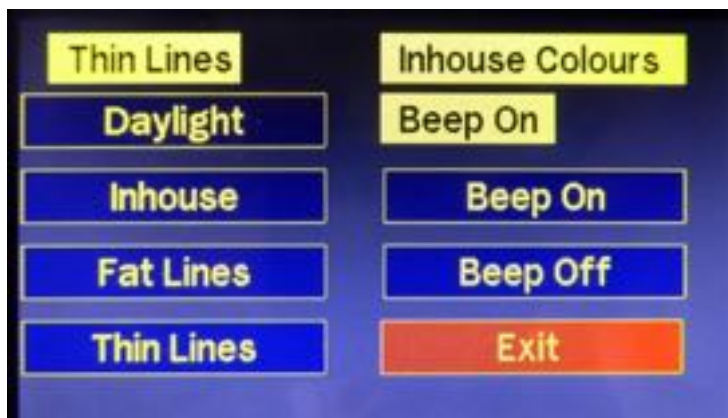 Thin Lines
Inhouse Colours
Daylight
Beep On
Inhouse
Beep On
Fat Lines
Beep Off
Thin Lines
Exit